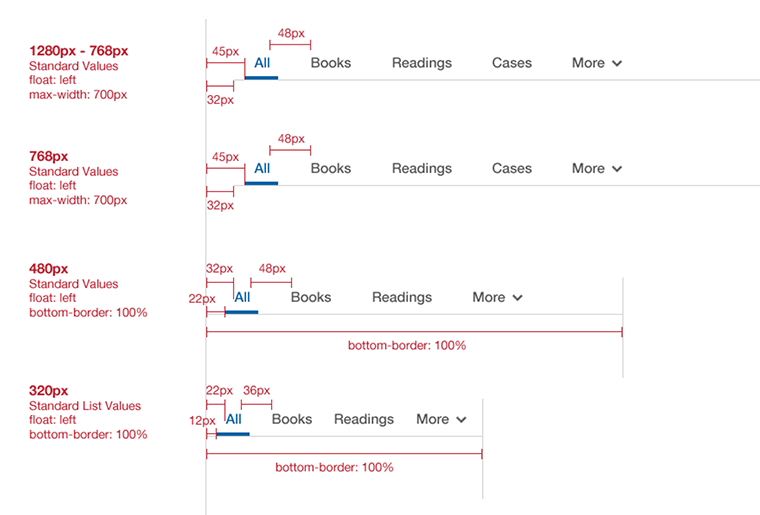 48px
1280px - 768px
45px
Standard Values
All Books Readings Cases More
float: left
max-width: 700px
32px
48px
768px
45px
Standard Values
All Books Readings Cases More
float: left
max-width: 700px
32px
480px
32px 48px
Standard Values
float: left
22px All Books Readings More
bottom-border: 100%
bottom-border: 100%
320px
22px 36px
Standard List Values
float: left
12px All Books Readings More
bottom-border: 100%
bottom-border: 100%